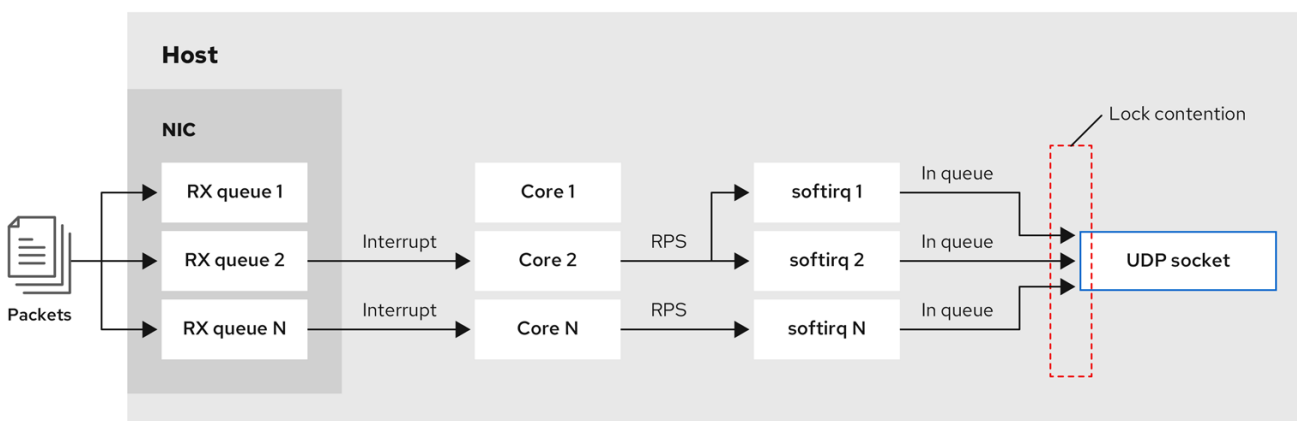 Host
NIC
Lock contention
RX queue 1
Core 1
softirq 1
In queue
Interrupt
RPS
In queue
RX queue 2
Core 2
softirq 2
UDP socket
Packets
Interrupt
RPS
In queue
RX queue N
Core N
softirq N